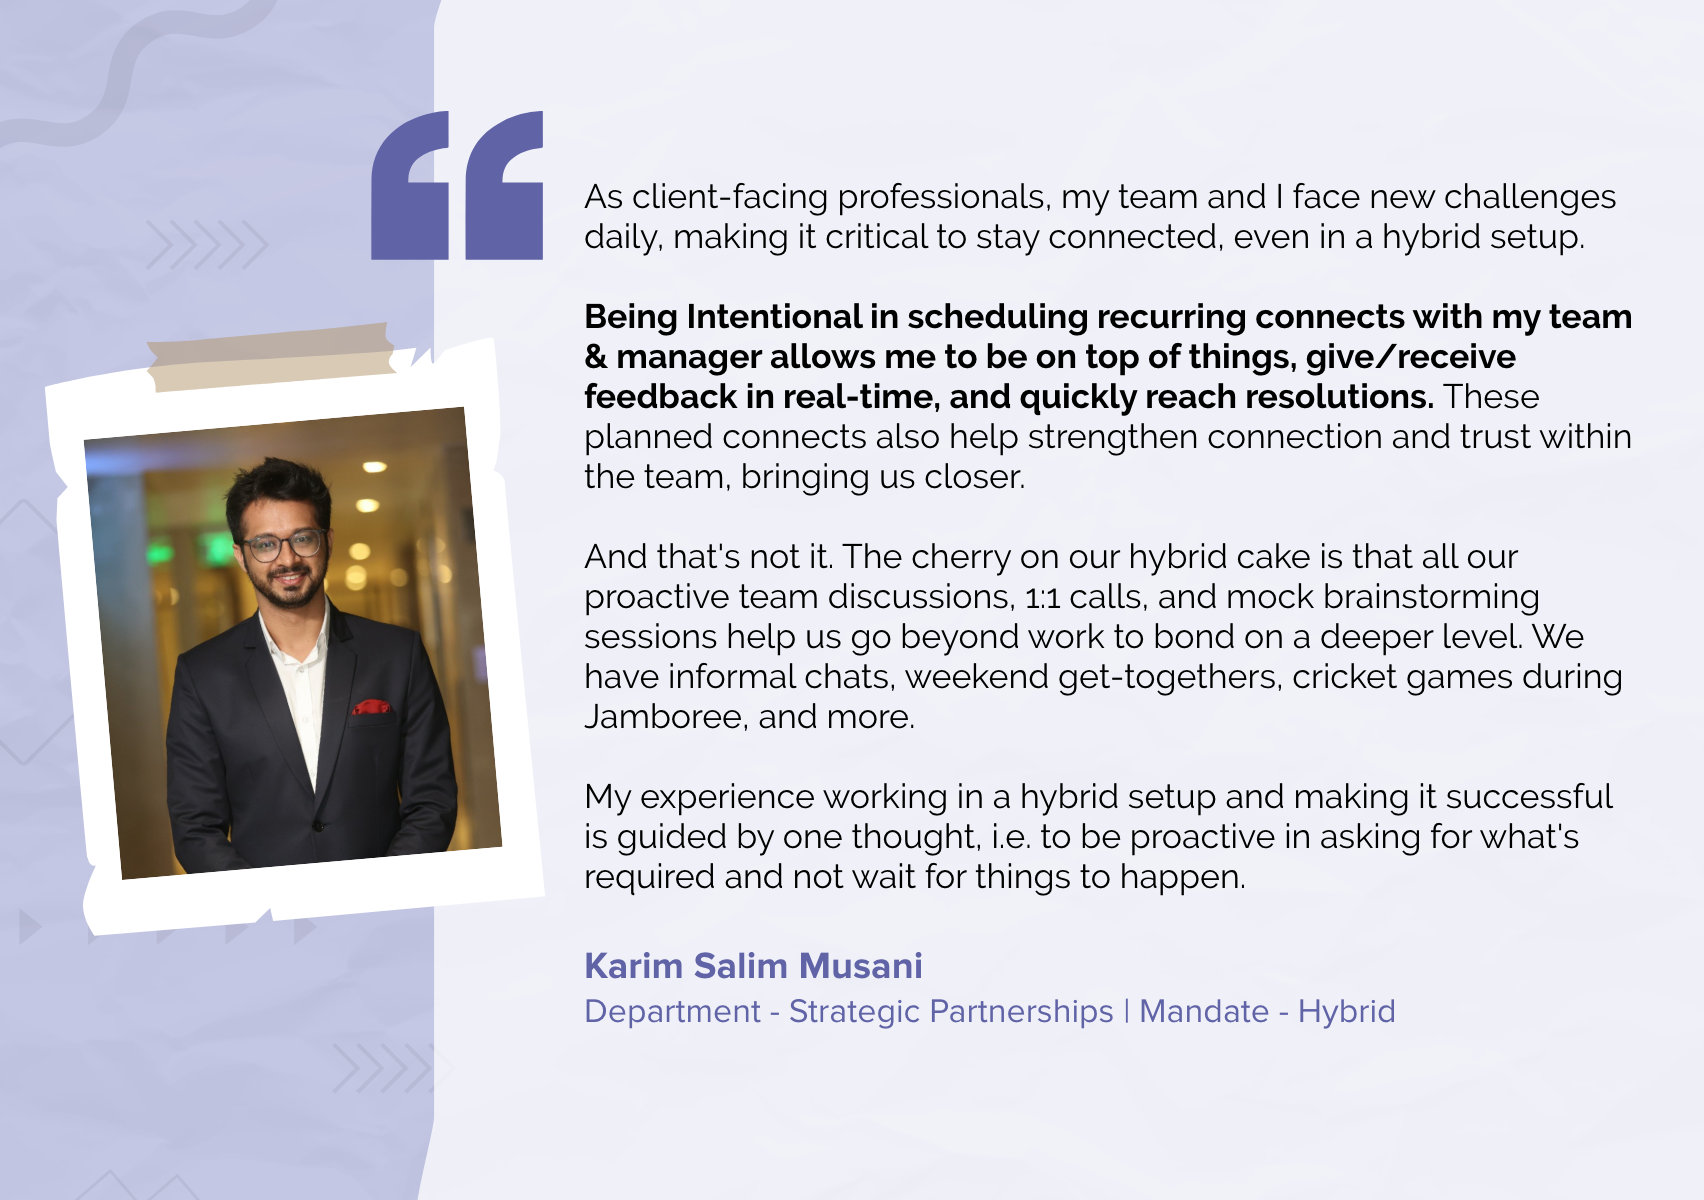 As client-facing professionals, my team and I face new challenges
daily, making it critical to stay connected, even in a hybrid setup.
Being Intentional in scheduling recurring connects with my team
& manager allows me to be on top of things, give/receive
feedback in real-time, and quickly reach resolutions. These
planned connects also help strengthen connection and trust within
the team, bringing us closer.
And that's not it. The cherry on our hybrid cake is that all our
proactive team discussions, 1:1 calls, and mock brainstorming
sessions help us go beyond work to bond on a deeper level. We
have informal chats, weekend get-togethers, cricket games during
Jamboree, and more.
My experience working in a hybrid setup and making it successful
is guided by one thought, i.e. to be proactive in asking for what's
required and not wait for things to happen.
Karim Salim Musani
Department - Strategic Partnerships | Mandate - Hybrid